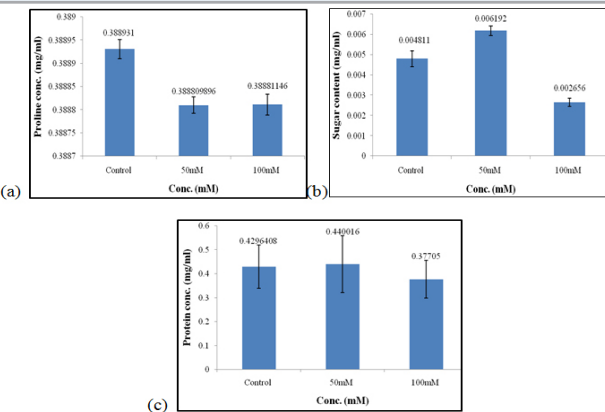 0.389
0.38895
0.3889
0.38885
0.3888
0.38875
0.3887
Proline conc. (mg/ml)
0.388931
0.388809896
0.38881146
Control 50mM 100mM
Conc. (mM)
(a)
0.007
0.006
0.005
0.004
0.003
0.002
0.001
0
Sugar content (mg/ml)
0.004811
0.006192
0.002656
Control 50mM 100mM
Conc. (mM)
(b)
0.6
0.5
0.4
0.3
0.2
0.1
0
Protein conc. (mg/ml)
0.4296408
0.440016
0.37705
Control 50mM 100mM
Conc. (mM)
(c)